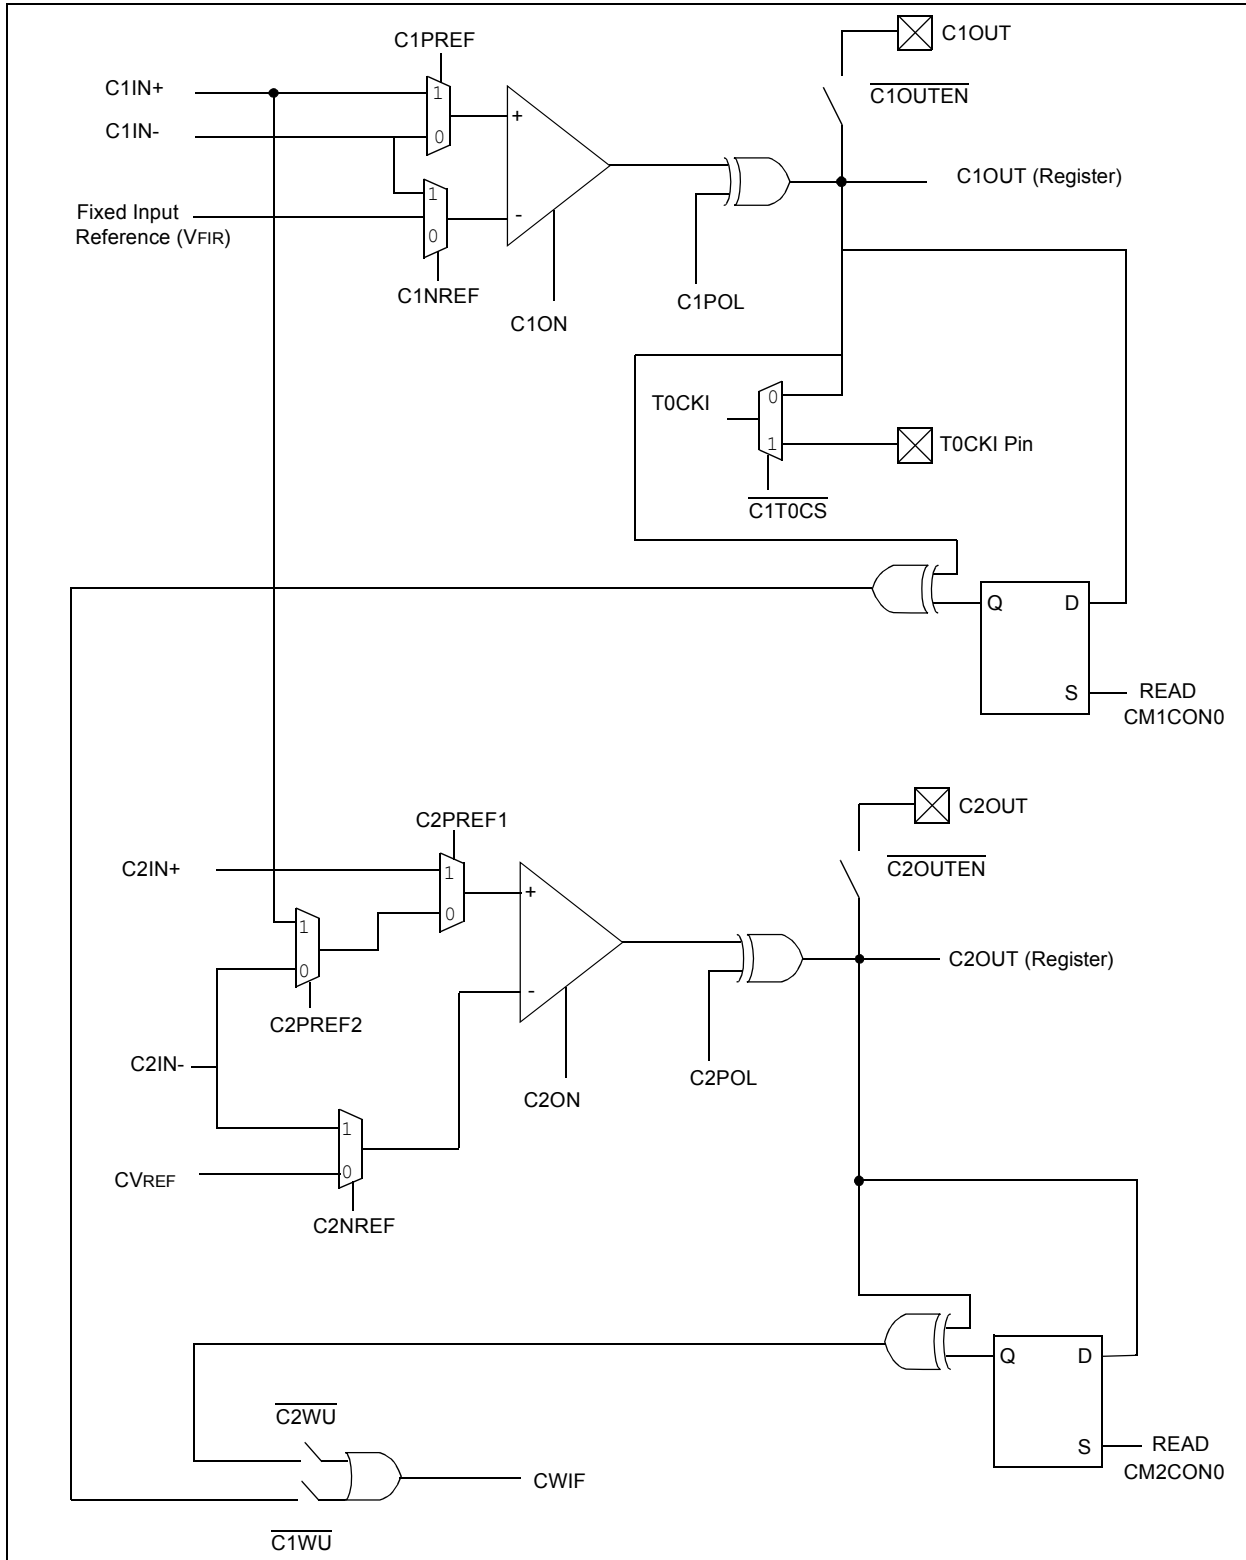 C1PREF
C1OUT
C1IN+
1
C1OUTEN
+
C1IN-
0
C1OUT (Register)
1
Fixed Input
Reference (VFIR)
-
0
C1NREF
C1POL
C1ON
T0CKI
0
1
T0CKI Pin
C1T0CS
Q
D
S
READ
CM1CON0
C2OUT
C2PREF1
C2IN+
1
C2OUTEN
+
0
1
0
C2OUT (Register)
-
C2PREF2
C2IN-
C2POL
C2ON
1
CVREF
0
C2NREF
Q
D
C2WU
S
READ
CM2CON0
CWIF
C1WU